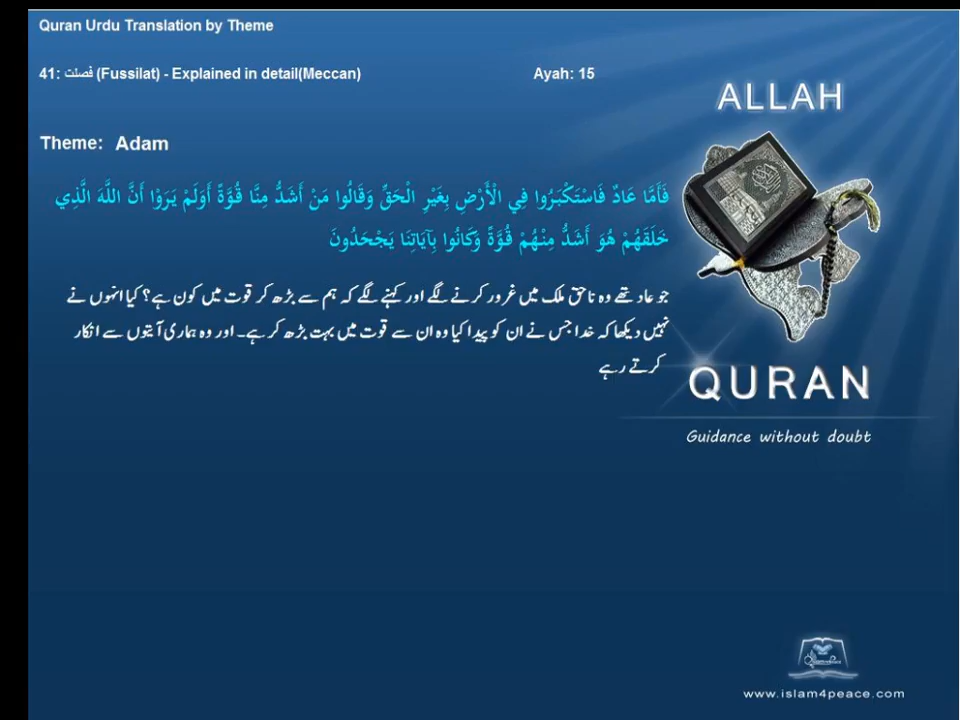 Quran Urdu Translation by Theme
41: فصلت (Fussilat) - Explained in detail(Meccan) Ayah: 15
ALLAH
Theme: Adam
فَأَمَّا عَادٌ فَاسْتَكْبَرُوا فِي الْأَرْضِ بِغَيْرِ الْحَقِّ وَقَالُوا مَنْ أَشَدُّ مِنَّا قُوَّةً أَوَلَمْ يَرَوْا أَنَّ اللَّهَ الَّذِي
خَلَقَهُمْ هُوَ أَشَدُّ مِنْهُمْ قُوَّةً وَكَانُوا بِآيَاتِنَا يَجْحَدُونَ
جو عاد تھے وہ ناحق ملک میں غرور کرنے لگے اور کہنے لگے کہ ہم سے بڑھ کر قوت میں کون ہے؟ کیا انہوں نے
نہیں دیکھا کہ خدا جس نے ان کو پیدا کیا وہ ان سے قوت میں بہت بڑھ کر ہے۔ اور وہ ہماری آیتوں سے انکار
کرتے رہے
QURAN
Guidance without doubt
www.islam4peace.com